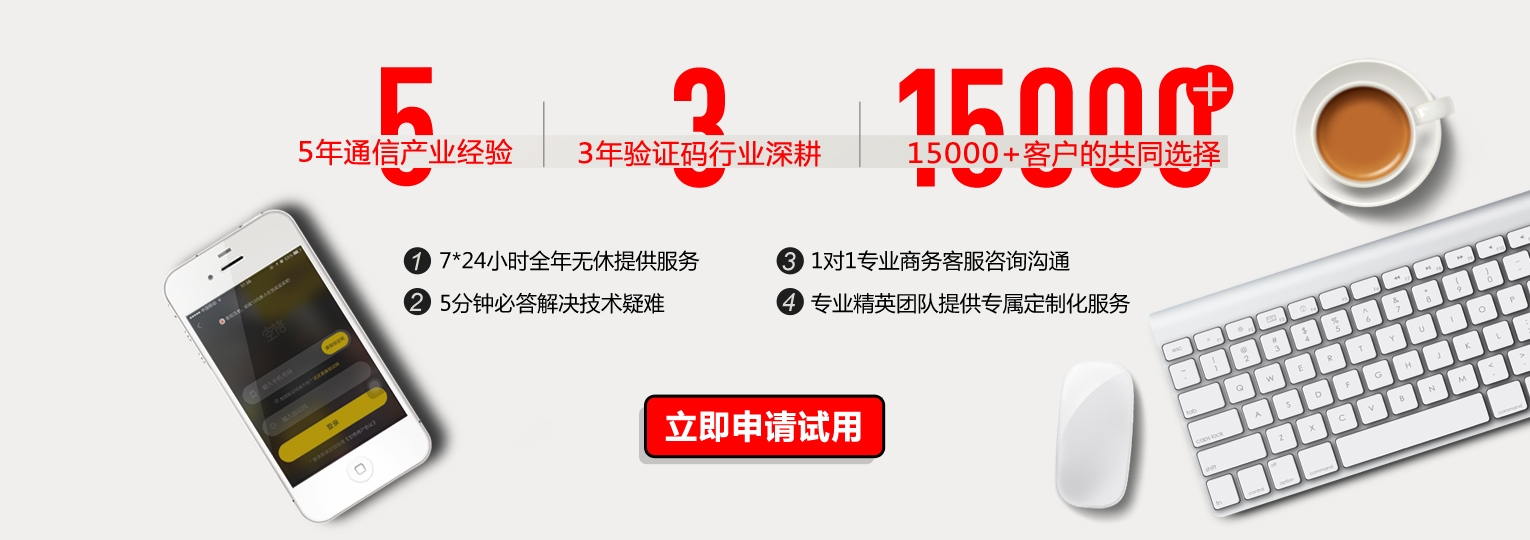 5 3 15000+
5年通信产业经验 3年验证码行业深耕 15000+客户的共同选择
1 7*24小时全年无休提供服务
3 1对1专业商务客服咨询沟通
2 5分钟必答解决技术疑难
4 专业精英团队提供专属定制化服务
立即申请试用
登录